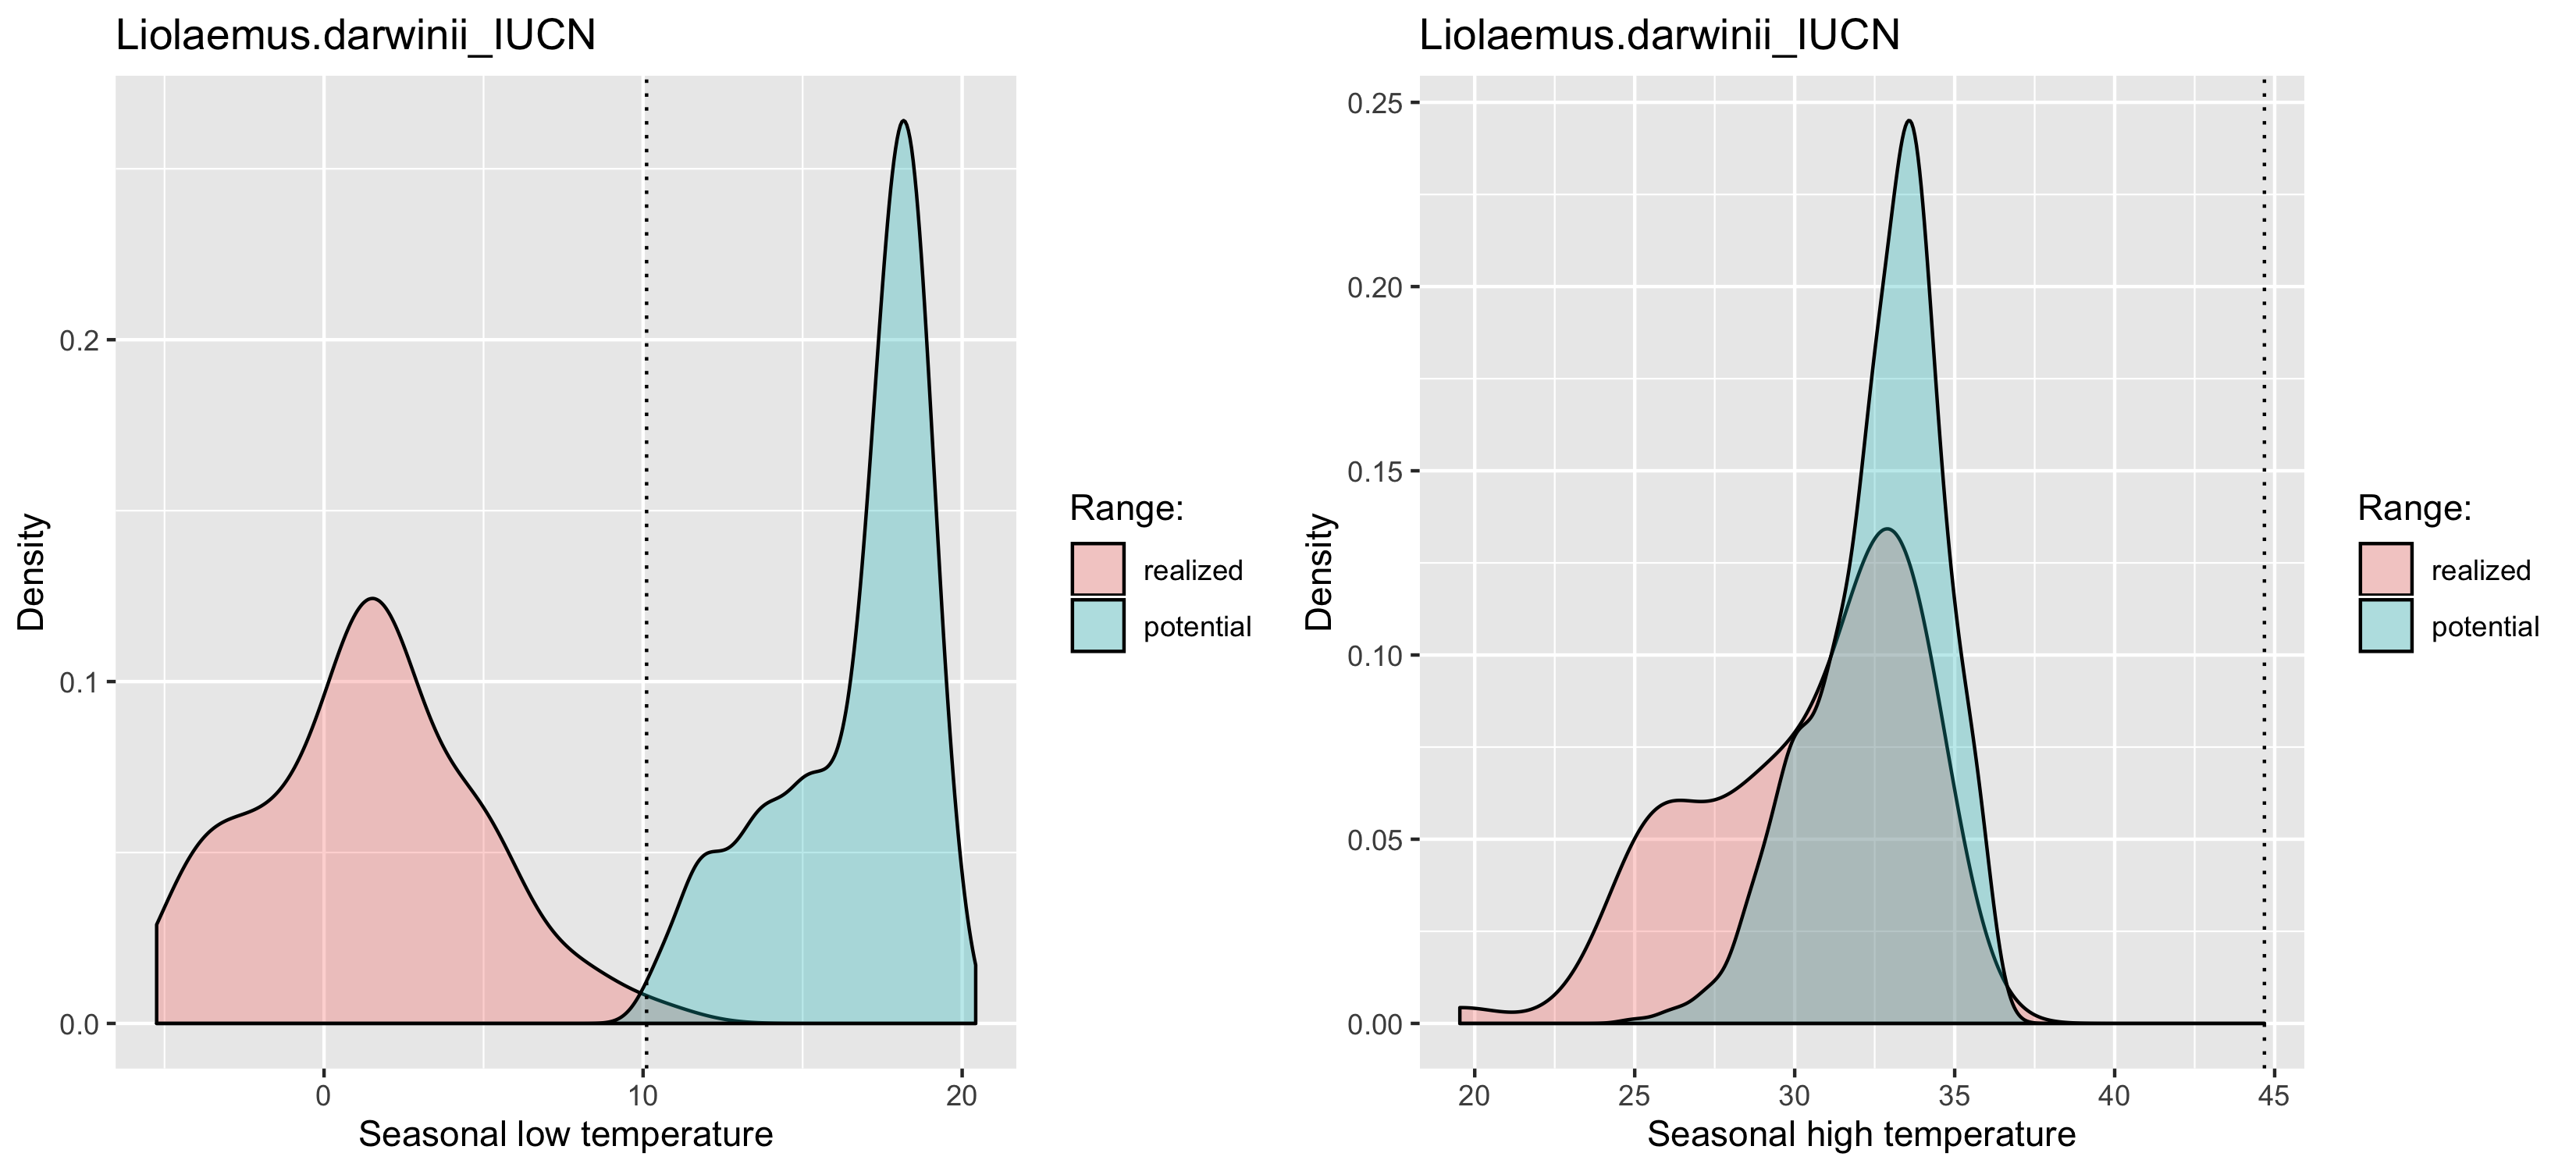 Liolaemus.darwinii_IUCN
Density
0.2
0.1
0.0
0
10
20
Seasonal low temperature
Range:
realized
potential
Liolaemus.darwinii_IUCN
Density
0.25
0.20
0.15
0.10
0.05
0.00
20
25
30
35
40
45
Seasonal high temperature
Range:
realized
potential